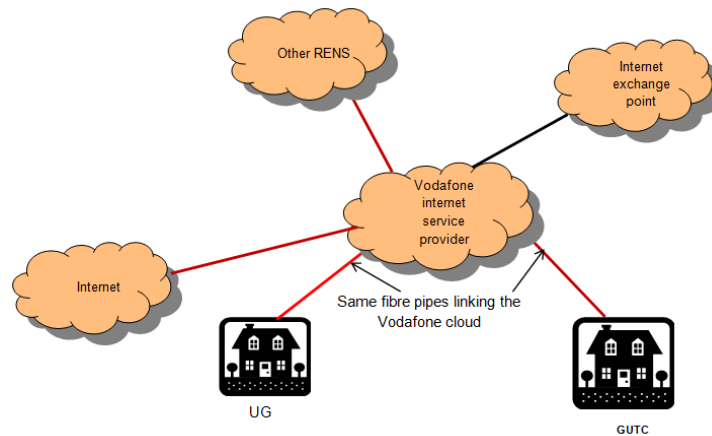 Other RENS
Internet
exchange
point
Vodafone
internet
service
provider
Internet
Same fibre pipes linking the
Vodafone cloud
UG
GUTC